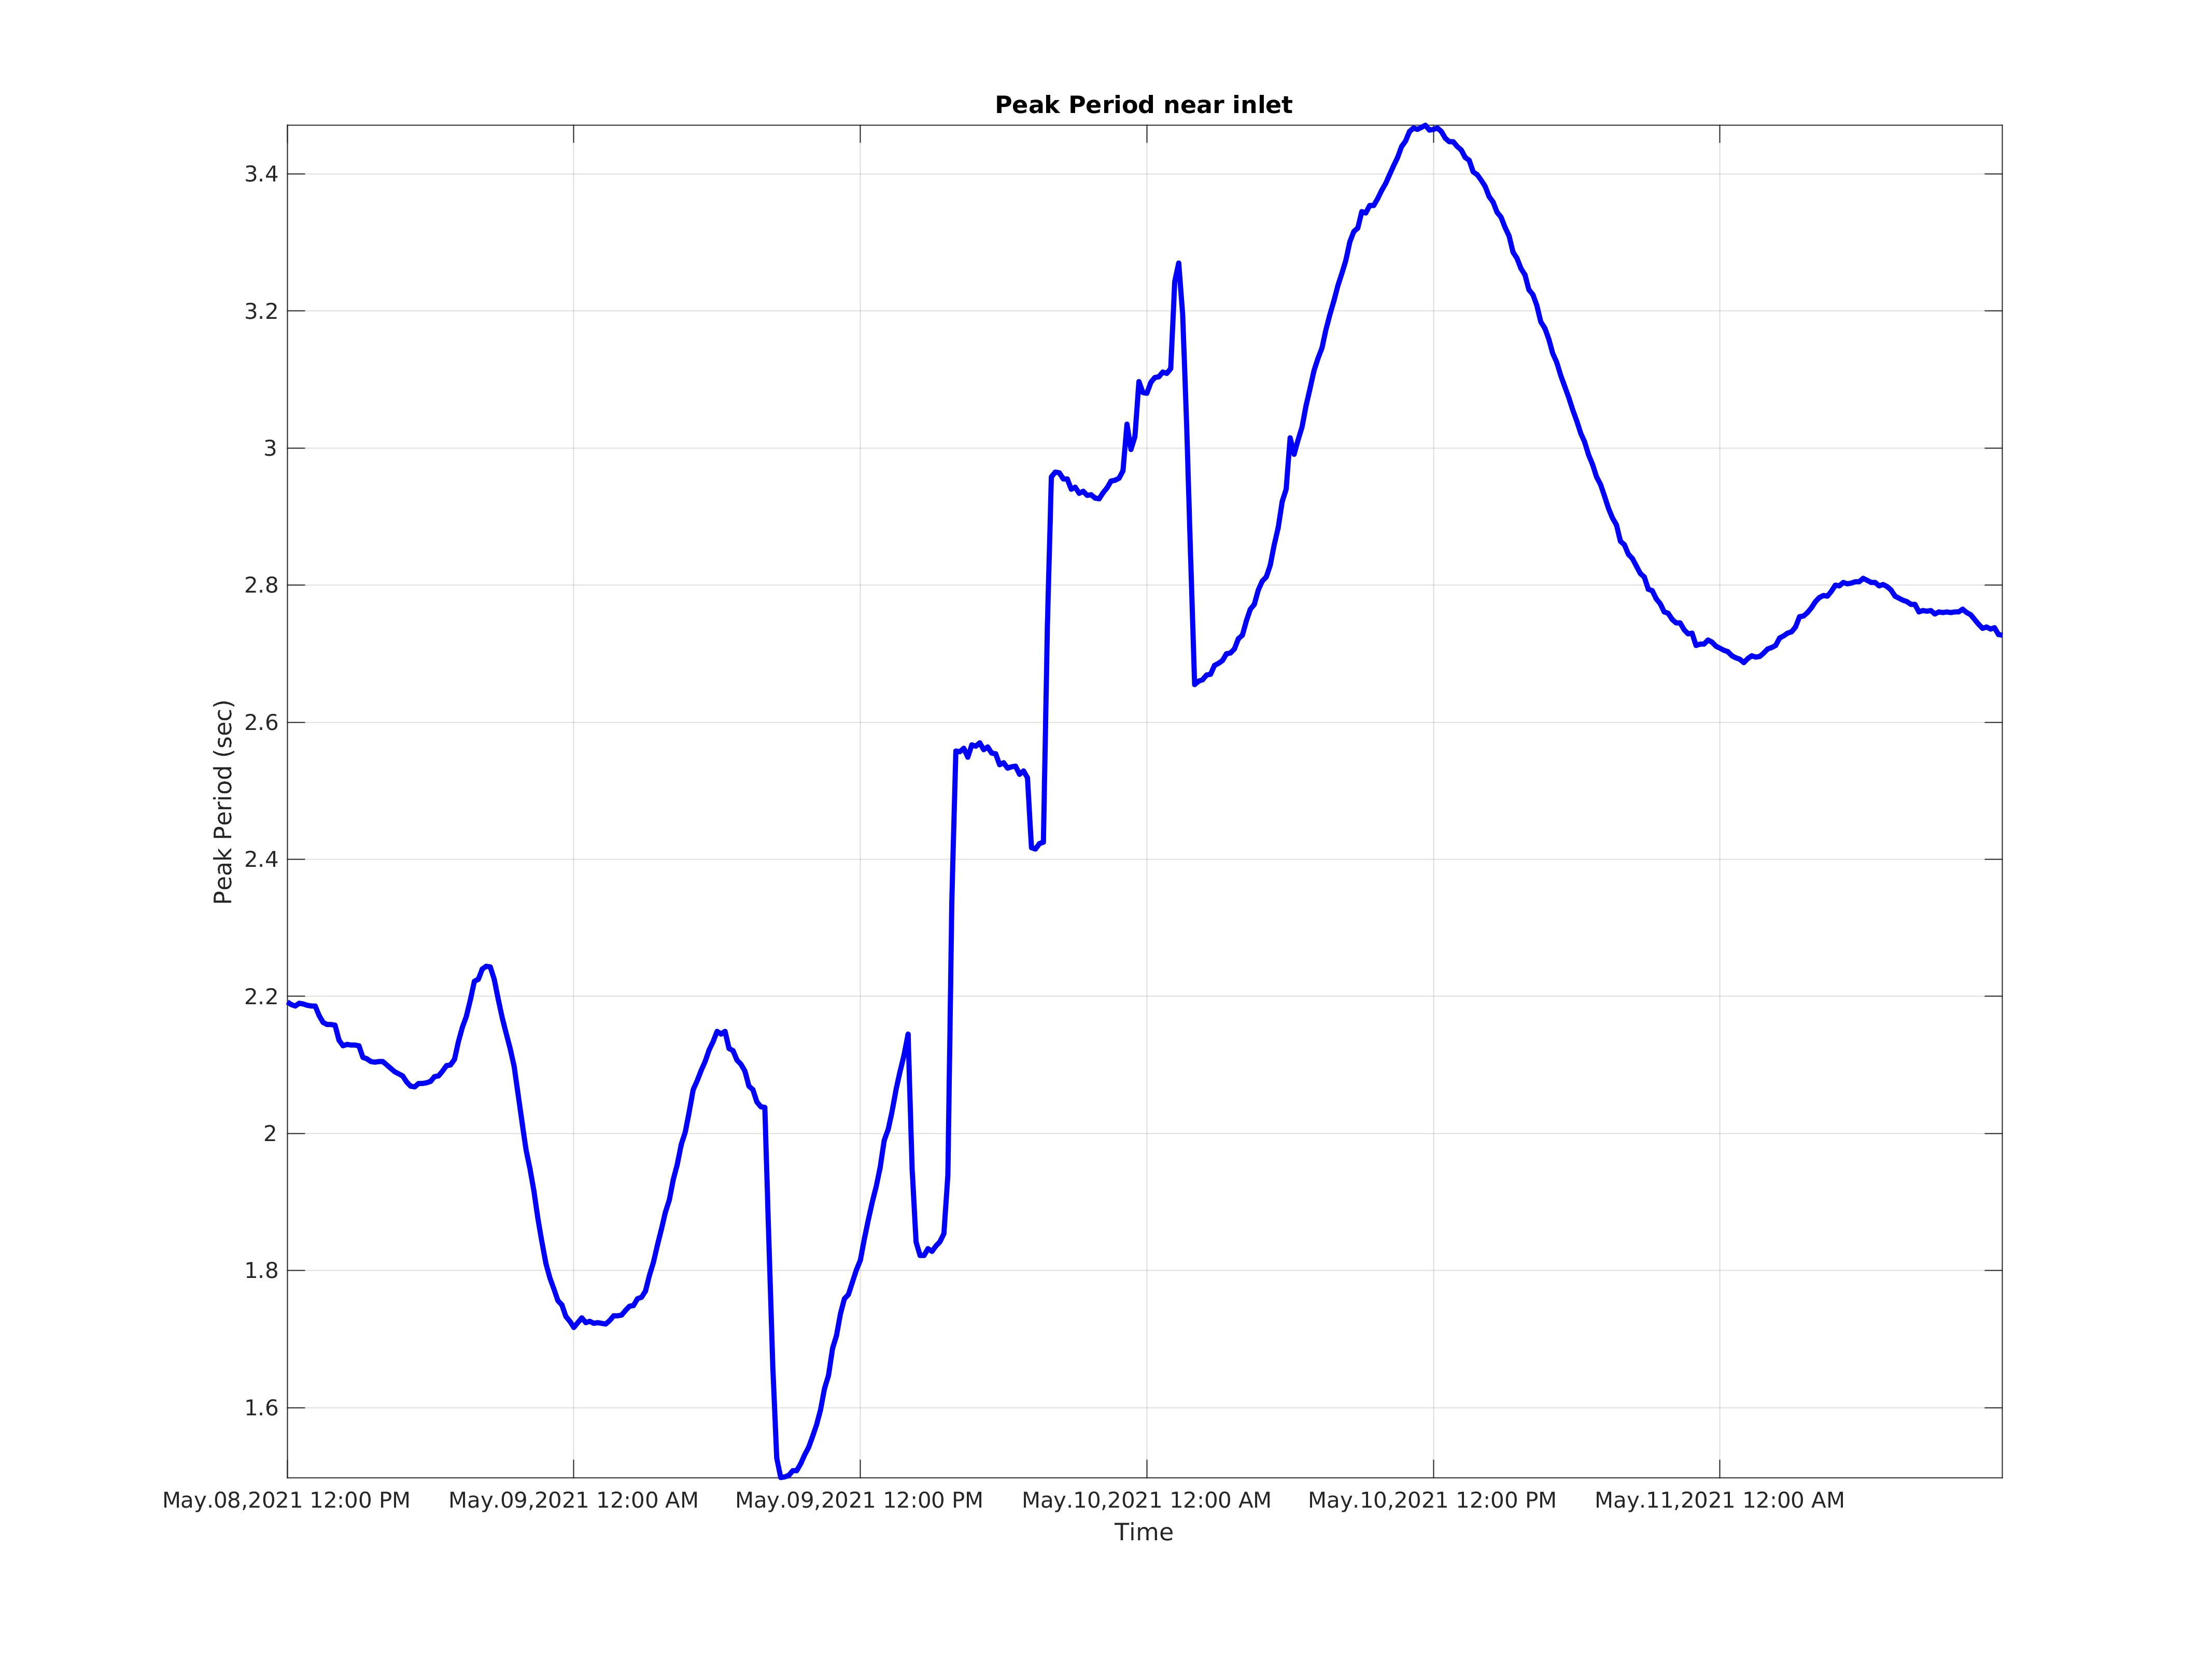 Peak Period near inlet
3.4
3.2
3
2.8
2.6
2.4
2.2
2
1.8
1.6
Peak Period (sec)
May.08,2021 12:00 PM
May.09,2021 12:00 AM
May.09,2021 12:00 PM
May.10,2021 12:00 AM
May.10,2021 12:00 PM
May.11,2021 12:00 AM
Time